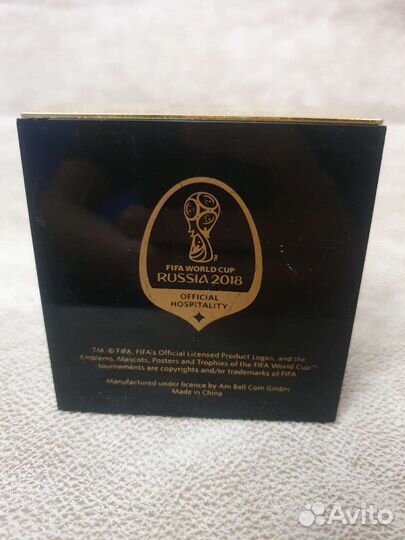 FIFA WORLD CUP
RUSSIA 2018
OFFICIAL
HOSPITALITY
TM, © FIFA, FIFA's Official Licensed Product Logos, and the
Emblems, Mascots, Posters and Trophies of the FIFA World Cup™
tournaments are copyrights and/or trademarks of FIFA
Manufactured under licence by Am Ball Com GmbH
Made in China
Avito